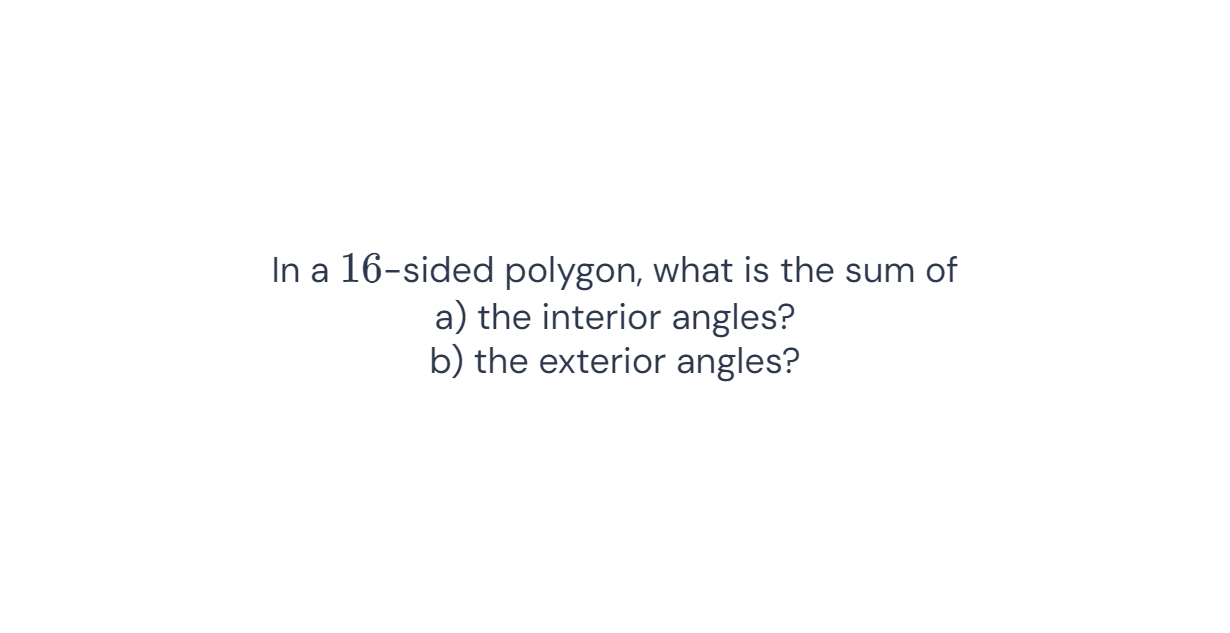 In a 16-sided polygon, what is the sum of
a) the interior angles?
b) the exterior angles?